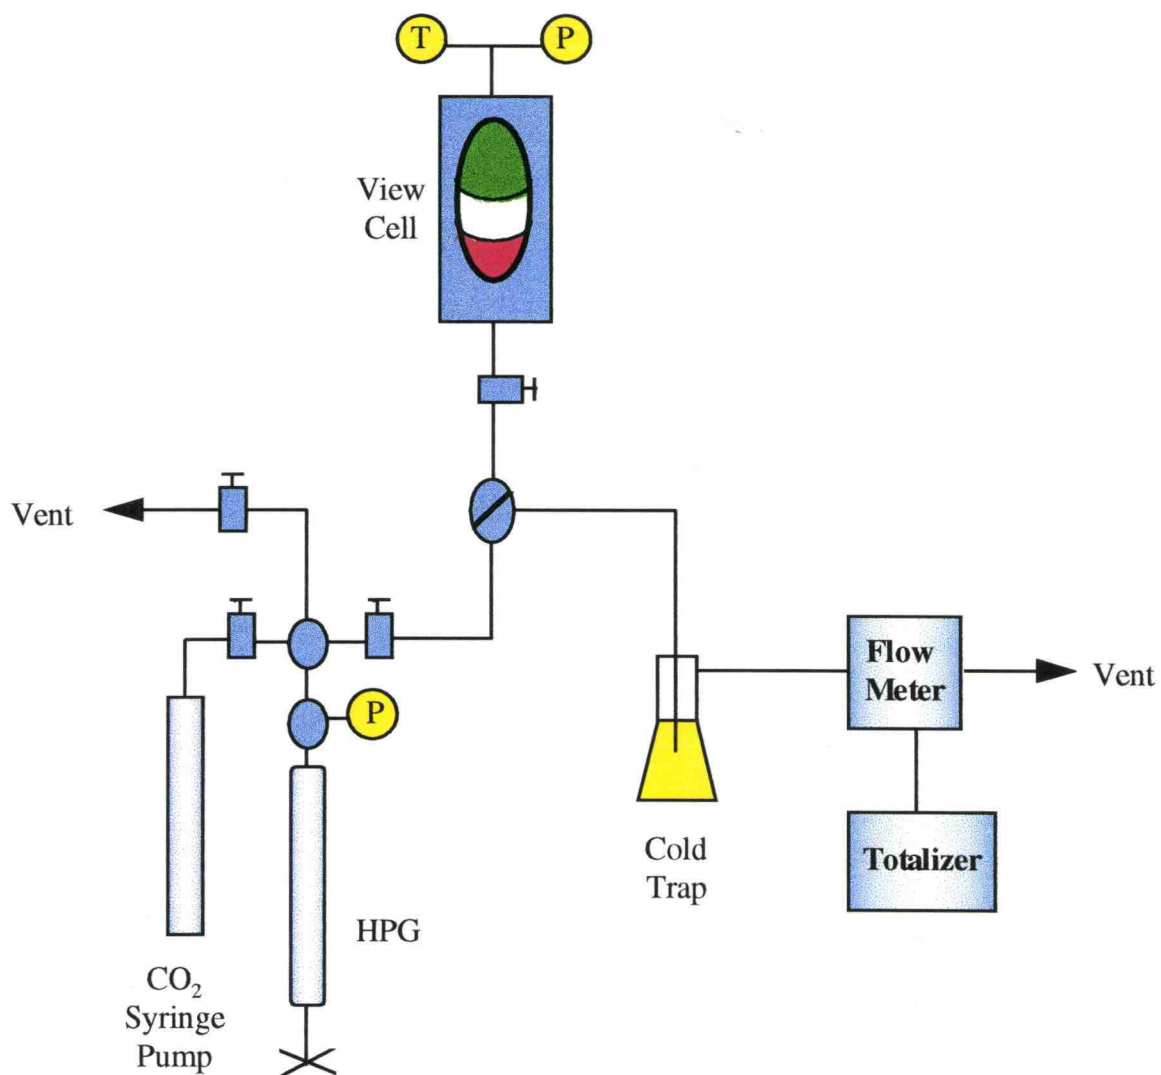 T
P
View
Cell
Vent
Flow
Meter
Vent
P
Totalizer
Cold
Trap
HPG
CO₂
Syringe
Pump